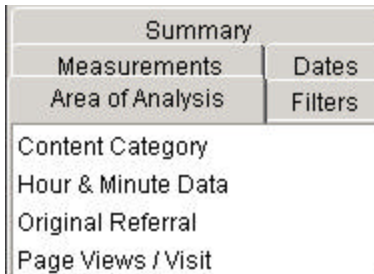 Summary
Measurements Dates
Area of Analysis Filters
Content Category
Hour & Minute Data
Original Referral
Page Views / Visit